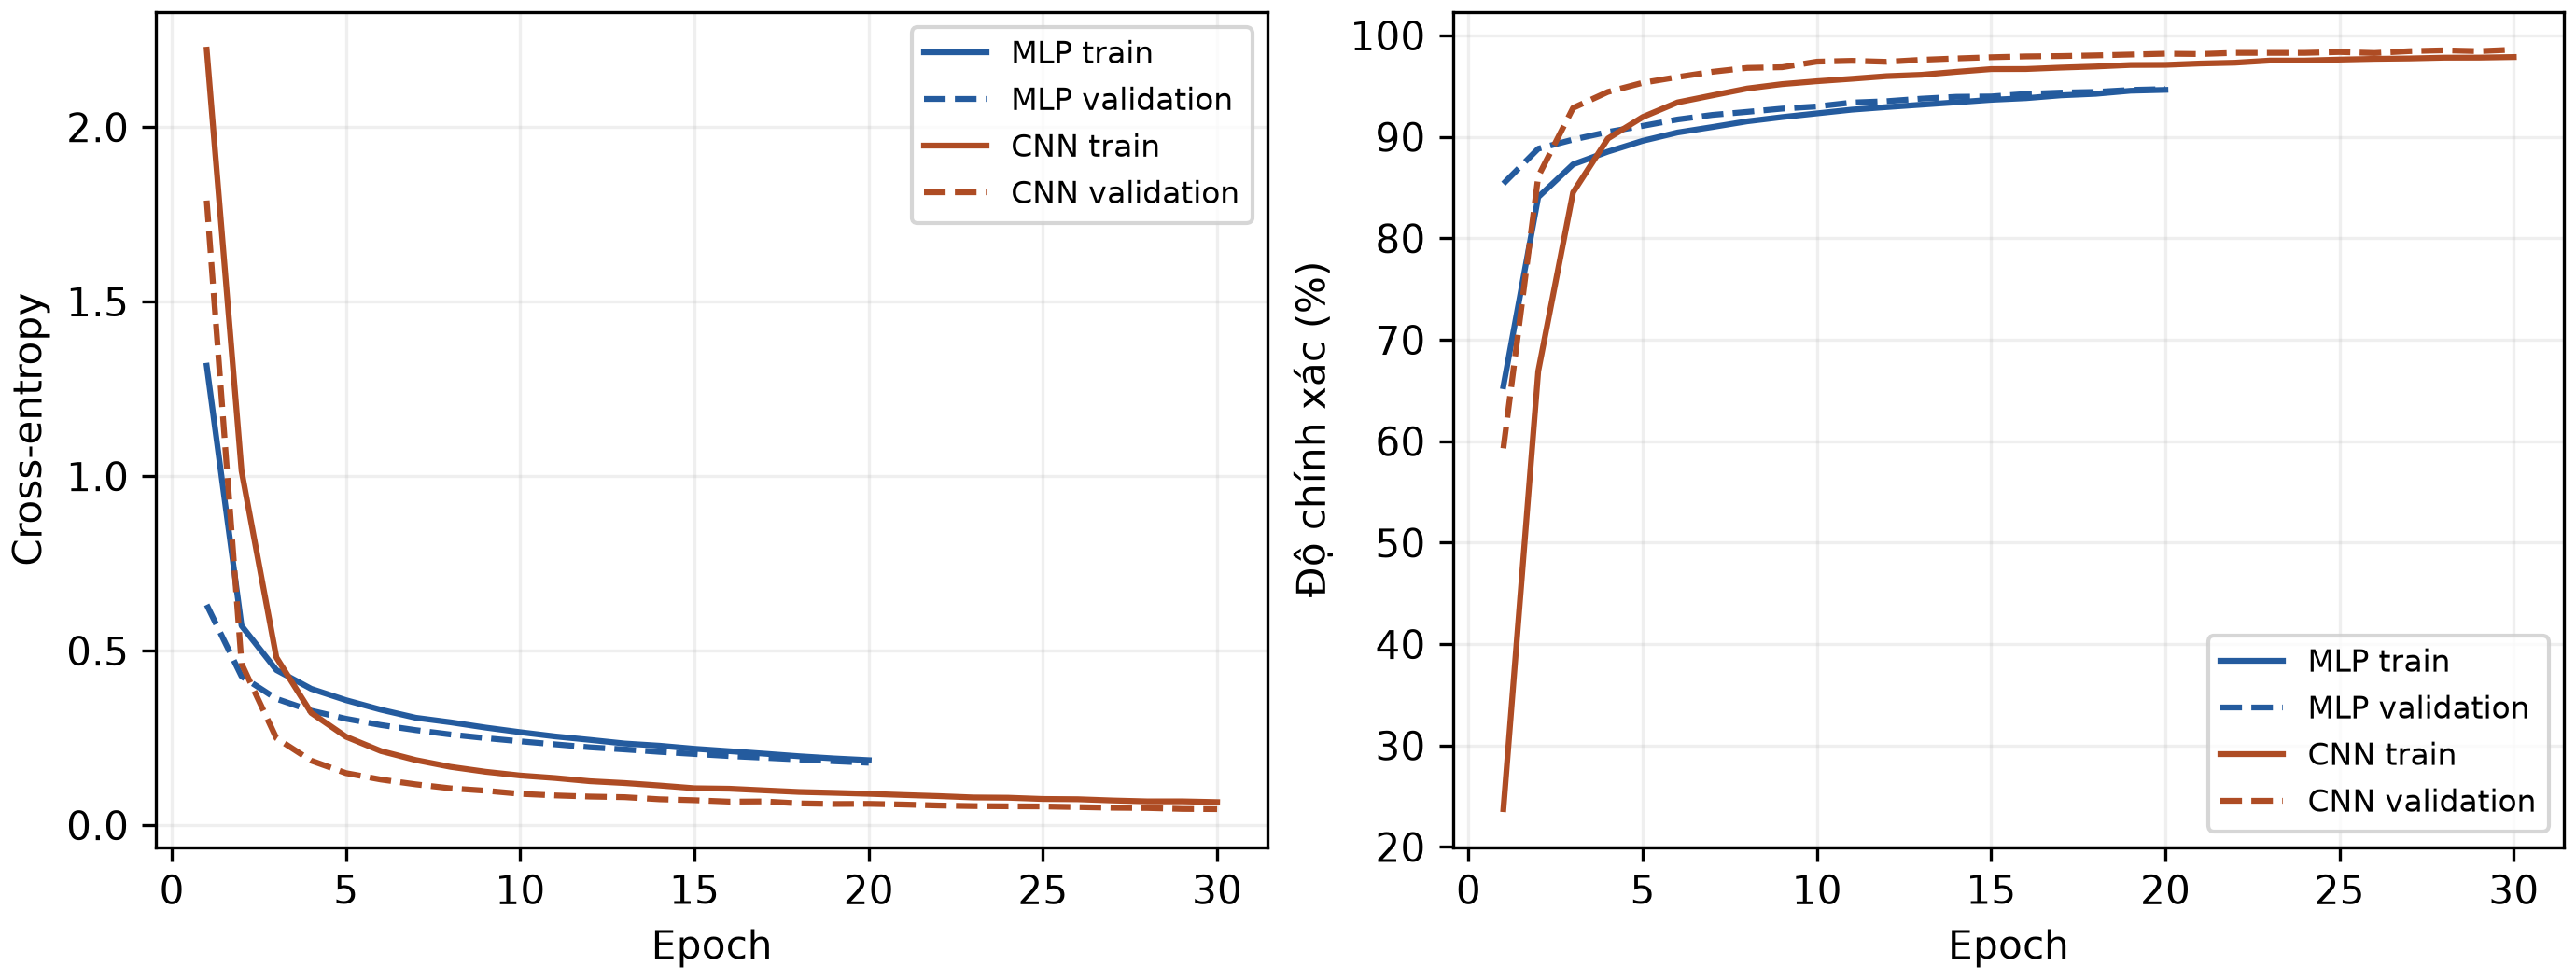 Cross-entropy
2.0
1.5
1.0
0.5
0.0
0 5 10 15 20 25 30
Epoch
MLP train
MLP validation
CNN train
CNN validation
Độ chính xác (%)
100
90
80
70
60
50
40
30
20
0 5 10 15 20 25 30
Epoch
MLP train
MLP validation
CNN train
CNN validation